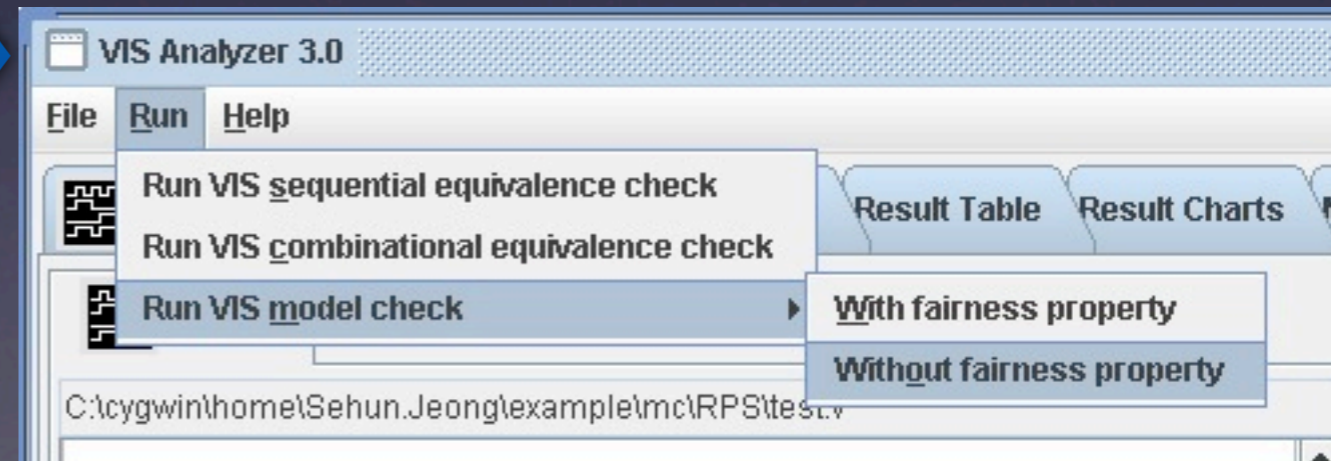 VIS Analyzer 3.0
File Run Help
Run VIS sequential equivalence check
Result Table Result Charts
Run VIS combinational equivalence check
Run VIS model check
With fairness property
Without fairness property
C:\cygwin\home\Sehun.Jeong\example\mc\RPS\test.v